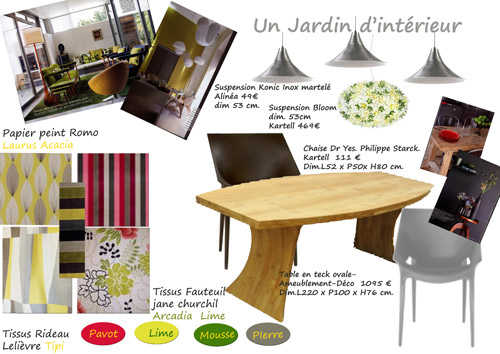 Un Jardin d'intérieur
Suspension Konic Inox martelé
Alinéa 49€
dim 53 cm.
Suspension Bloom
dim. 53cm
Kartell 469€
Papier peint Romo
Laurus Acacia
Chaise Dr Yes. Philippe Starck.
Kartell 111 €
Dim.L52 x P50x H80 cm.
Table en teck ovale-
Ameublement-Déco 1095 €
Dim.L220 x P100 x H76 cm.
Tissus Fauteuil
jane churchil
Arcadia Lime
Tissus Rideau
Lelièvre Tipi
Pavot
Lime
Mousse
Pierre